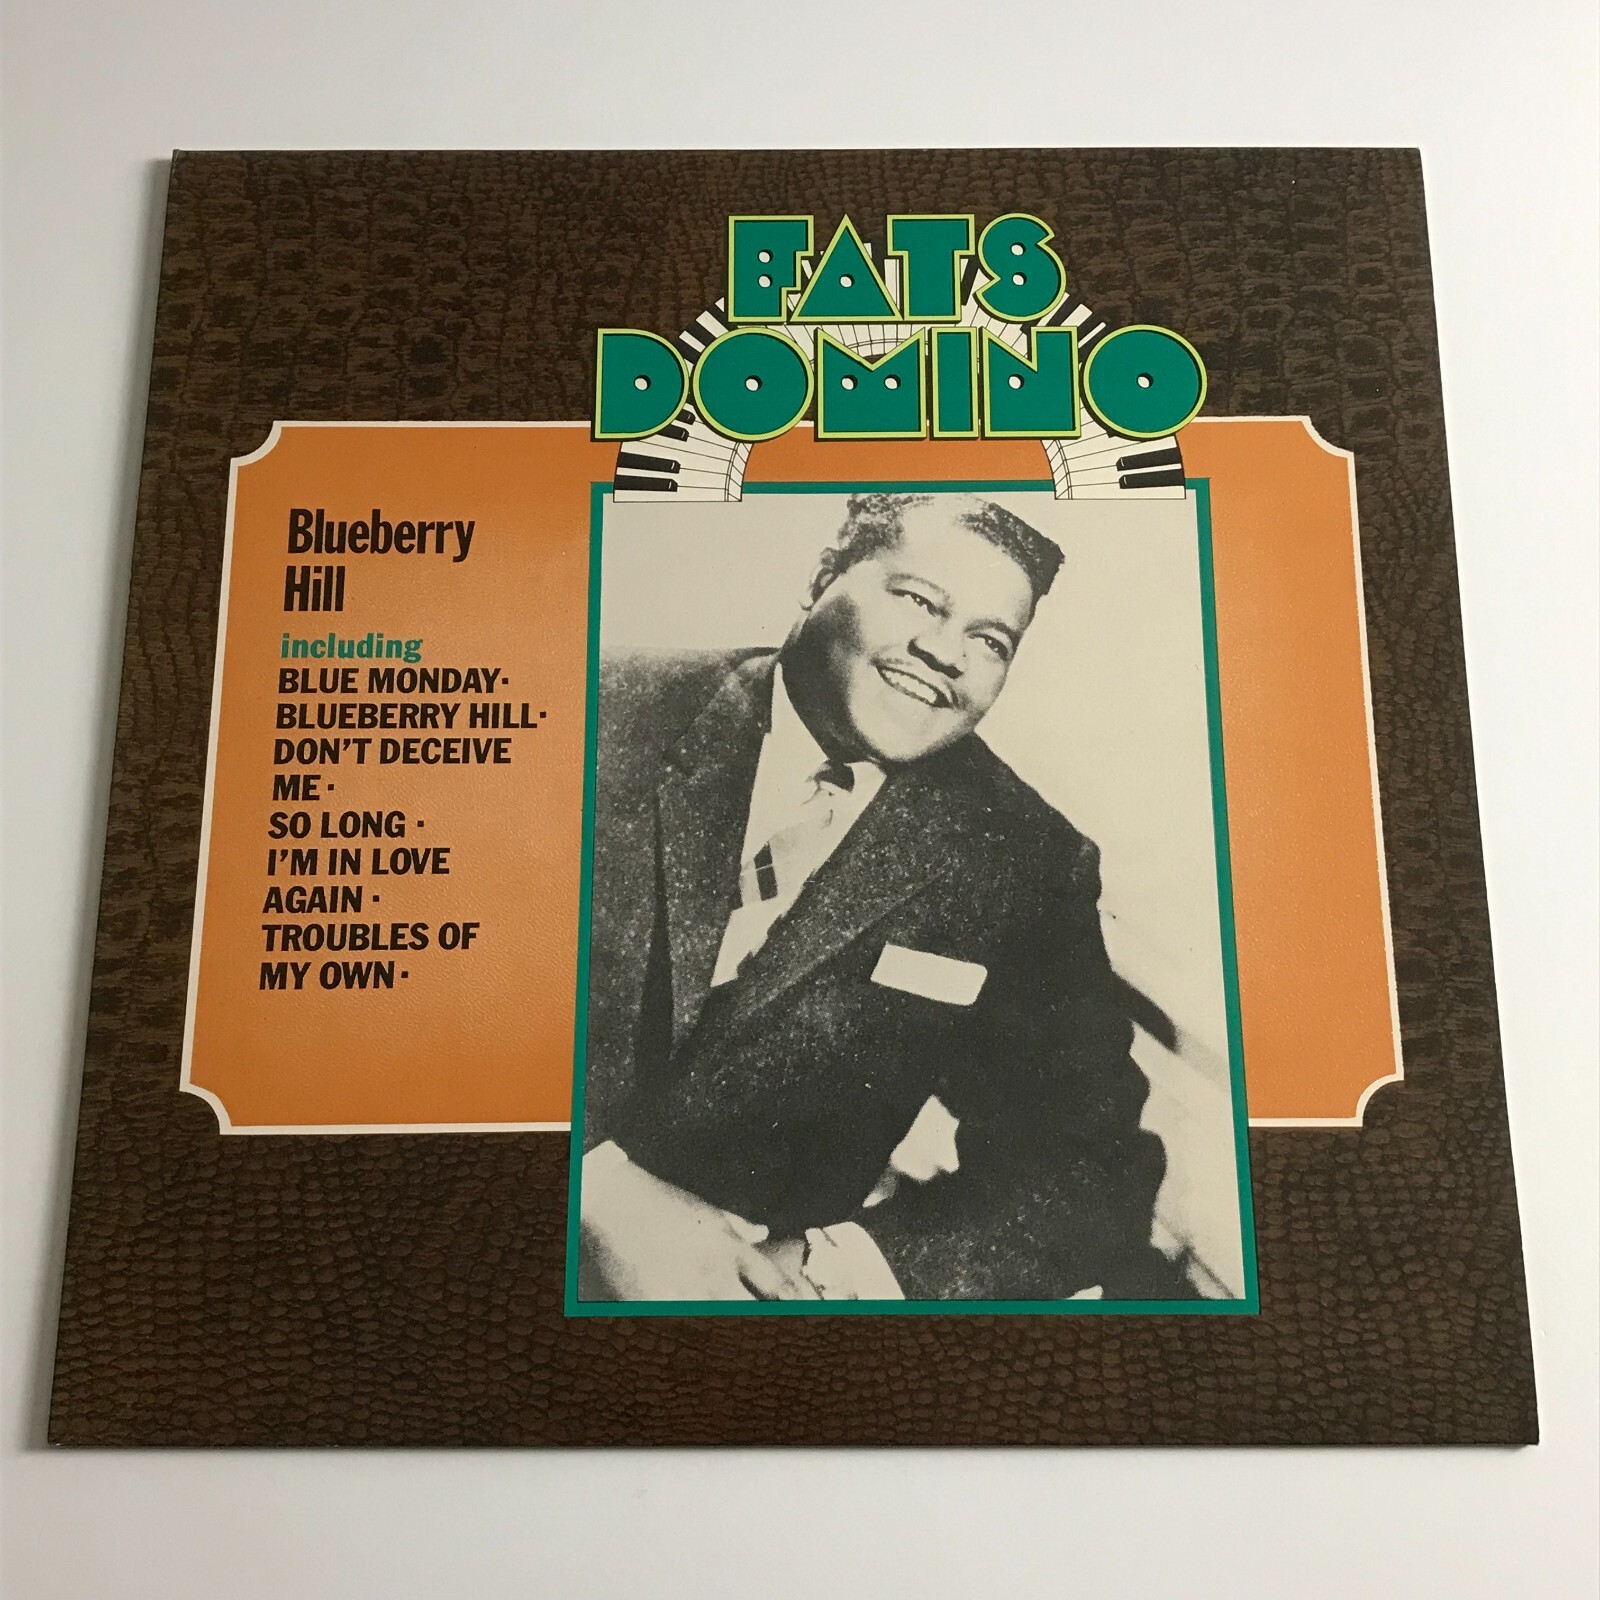 FATS
DOMINO
Blueberry
Hill
including
BLUE MONDAY·
BLUEBERRY HILL·
DON'T DECEIVE
ME·
SO LONG ·
I'M IN LOVE
AGAIN ·
TROUBLES OF
MY OWN·